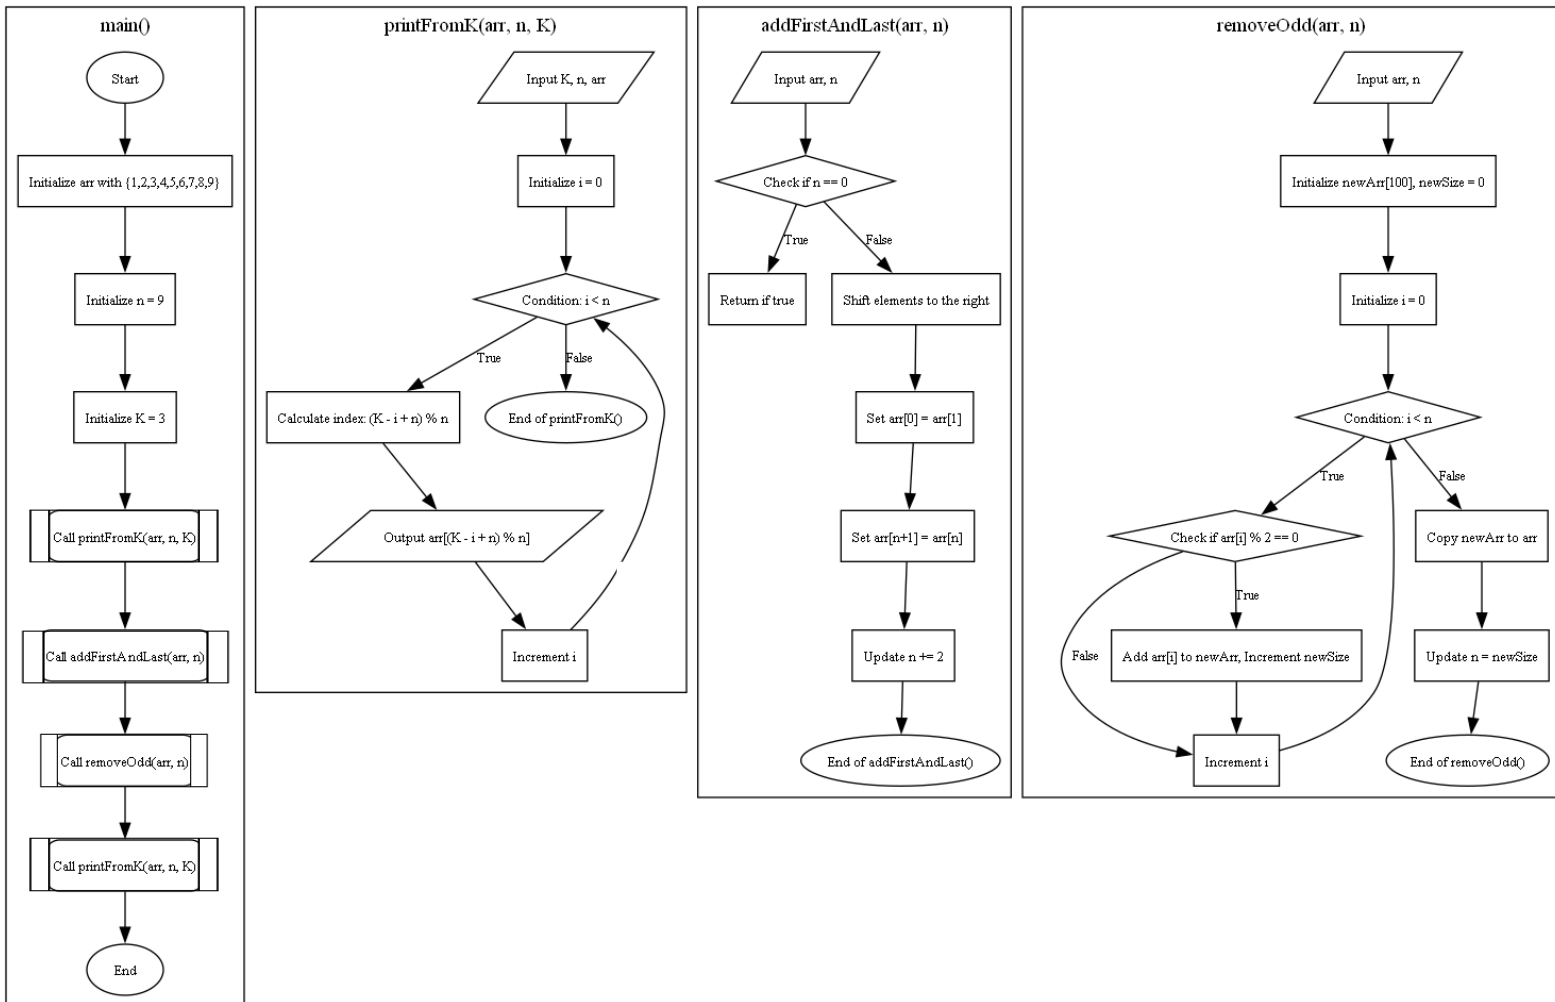 main()
Start
Initialize arr with {1,2,3,4,5,6,7,8,9}
Initialize n = 9
Initialize K = 3
Call printFromK(arr, n, K)
Call addFirstAndLast(arr, n)
Call removeOdd(arr, n)
Call printFromK(arr, n, K)
End
printFromK(arr, n, K)
Input K, n, arr
Initialize i = 0
Condition: i < n
True
False
Calculate index: (K - i + n) % n
End of printFromK()
Output arr[(K - i + n) % n]
Increment i
addFirstAndLast(arr, n)
Input arr, n
Check if n == 0
True
False
Return if true
Shift elements to the right
Set arr[0] = arr[1]
Set arr[n+1] = arr[n]
Update n += 2
End of addFirstAndLast()
removeOdd(arr, n)
Input arr, n
Initialize newArr[100], newSize = 0
Initialize i = 0
Condition: i < n
True
False
Check if arr[i] % 2 == 0
Copy newArr to arr
True
False
Add arr[i] to newArr, Increment newSize
Update n = newSize
Increment i
End of removeOdd()